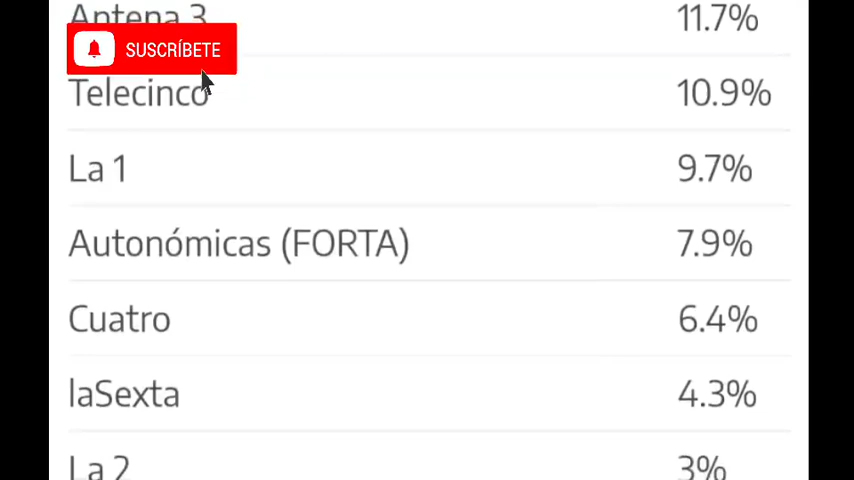 Antena 3 11.7%
SUSCRÍBETE
Telecinco 10.9%
La 1 9.7%
Autonómicas (FORTA) 7.9%
Cuatro 6.4%
laSexta 4.3%
La 2 3%